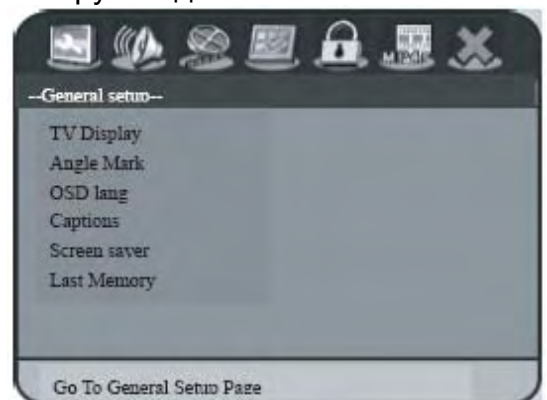 --General setup--
TV Display
Angle Mark
OSD lang
Captions
Screen saver
Last Memory
Go To General Setup Page